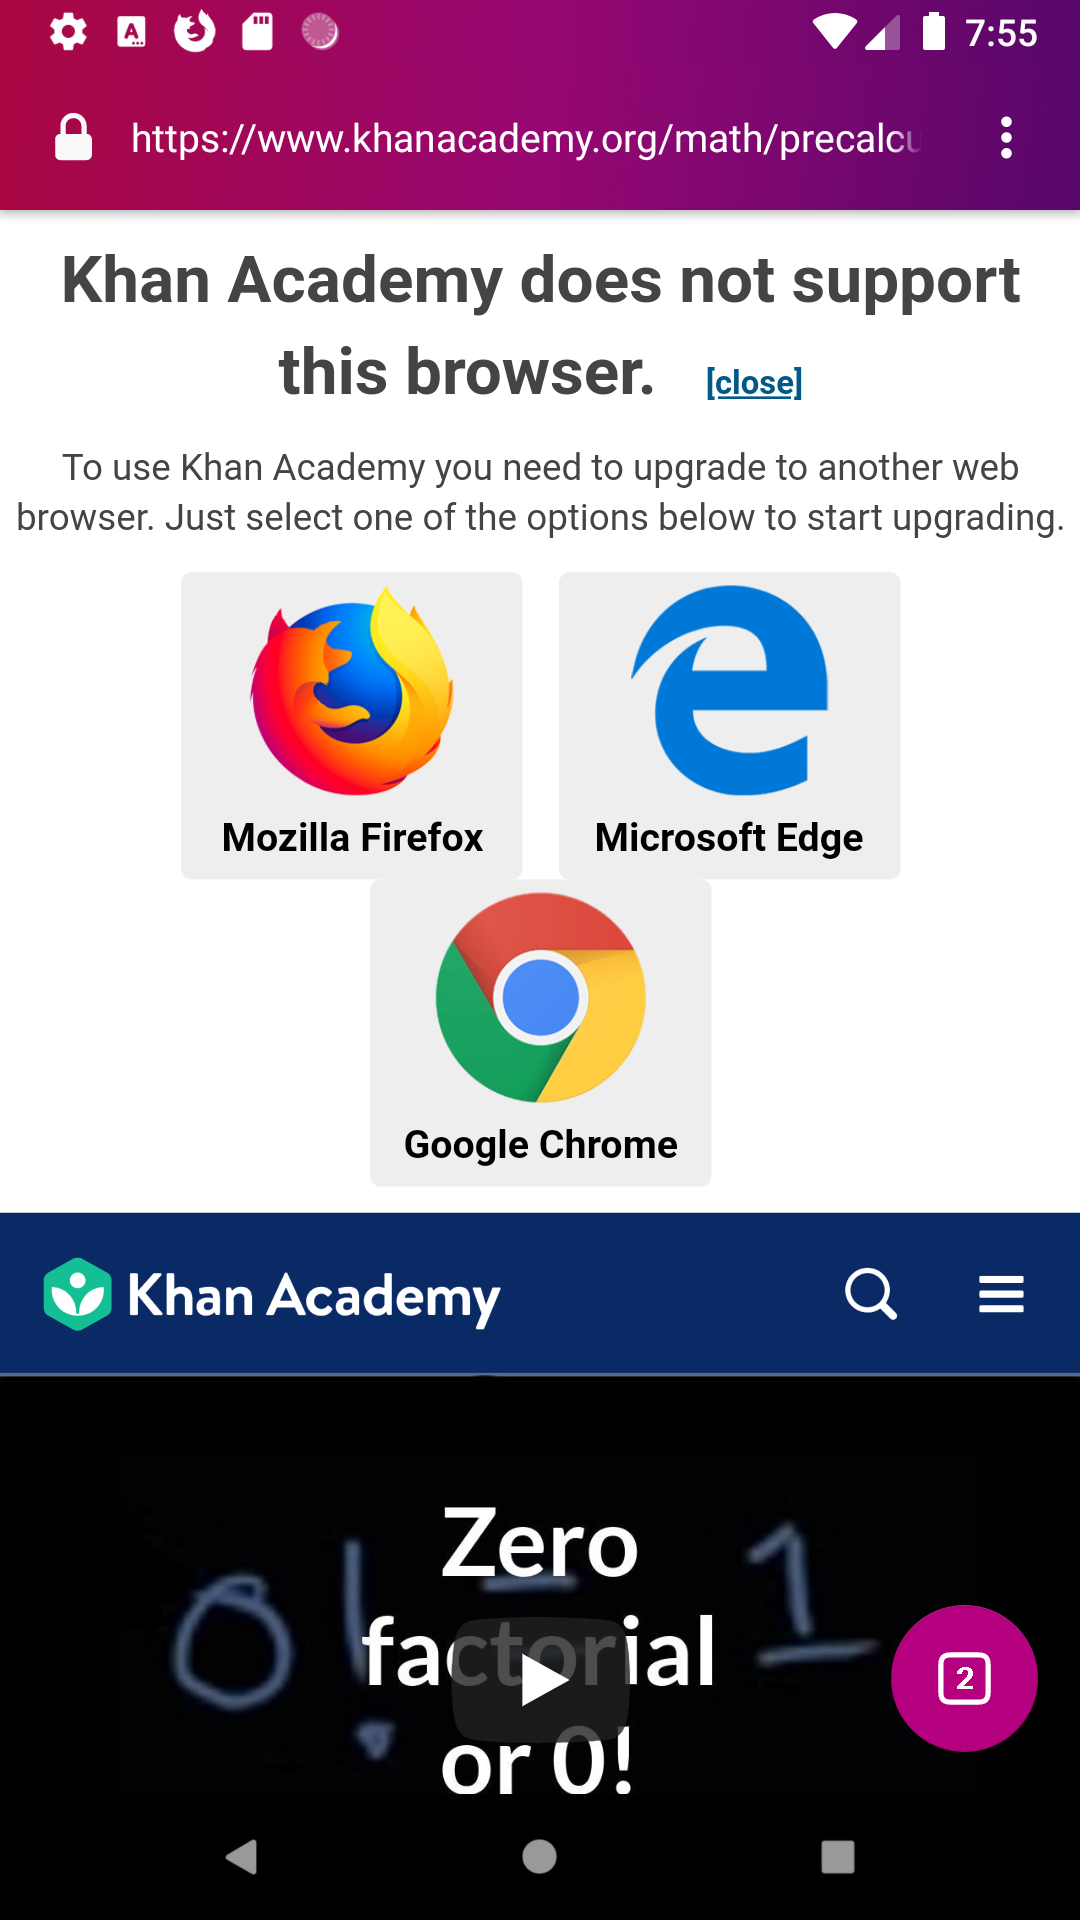 7:55
https://www.khanacademy.org/math/precalcu
Khan Academy does not support
this browser. [close]
To use Khan Academy you need to upgrade to another web
browser. Just select one of the options below to start upgrading.
Mozilla Firefox
Microsoft Edge
Google Chrome
Khan Academy
0! = 1
Zero
factorial
or 0!
2